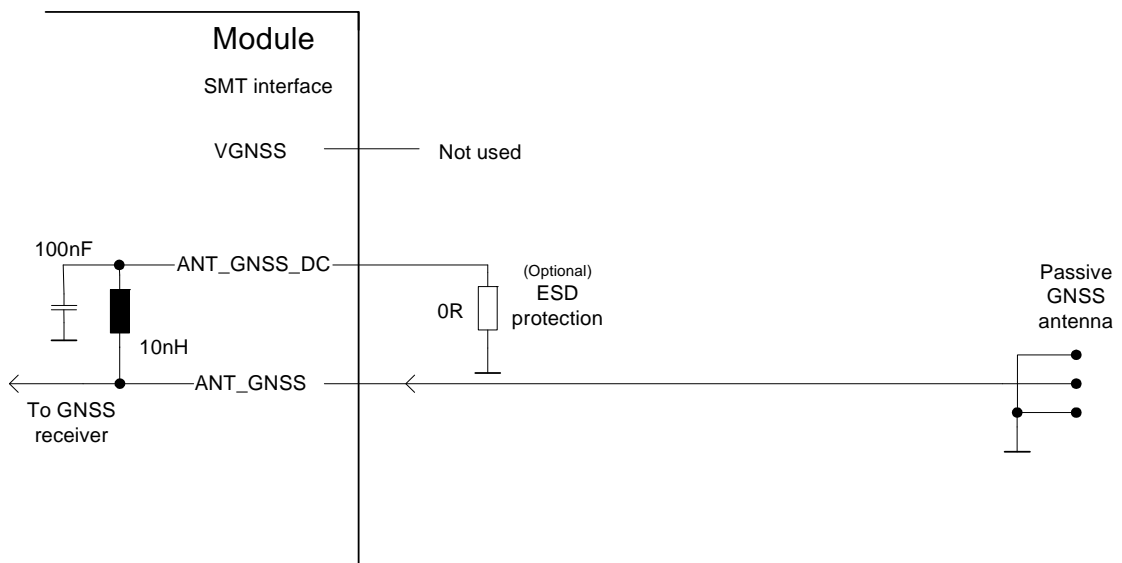 Module
SMT interface
VGNSS
Not used
100nF
ANT_GNSS_DC
(Optional)
ESD
protection
0R
Passive
GNSS
antenna
10nH
ANT_GNSS
To GNSS
receiver